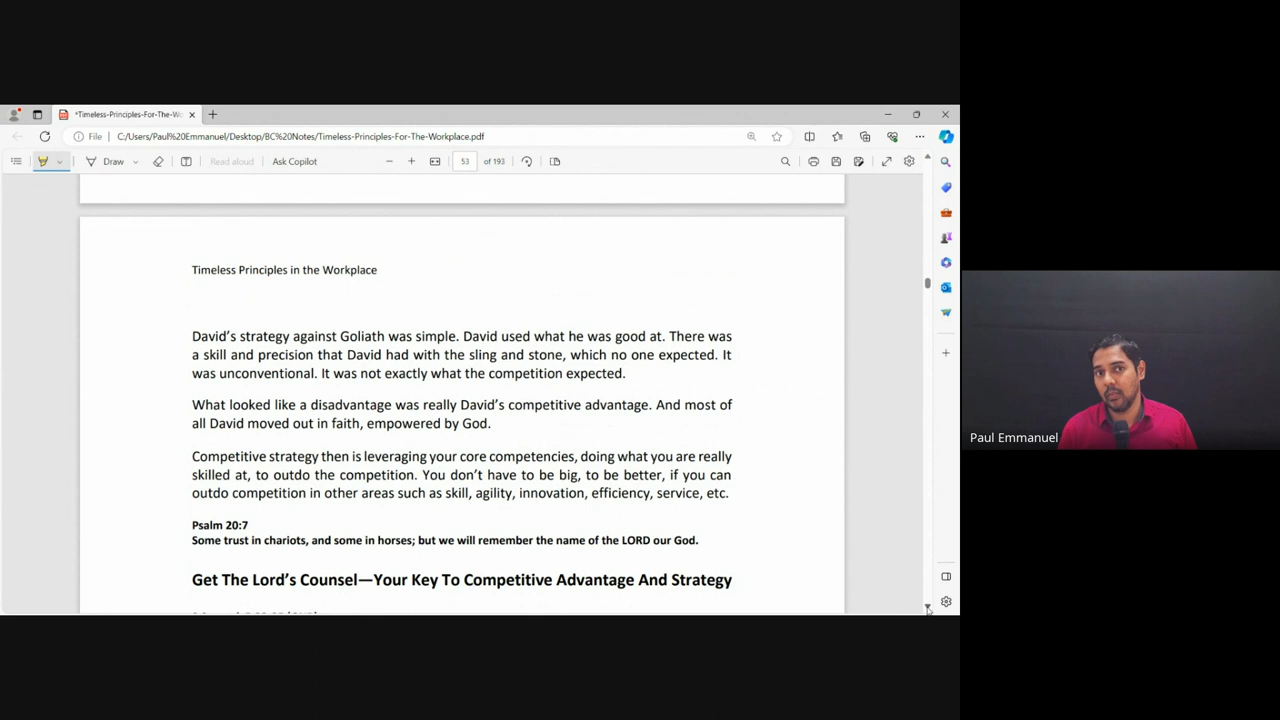 *Timeless-Principles-For-The-Wo
File
C:/Users/Paul%20Emmanuel/Desktop/BC%20Notes/Timeless-Principles-For-The-Workplace.pdf
Draw
Read aloud
Ask Copilot
53
of 193
Timeless Principles in the Workplace
David’s strategy against Goliath was simple. David used what he was good at. There was
a skill and precision that David had with the sling and stone, which no one expected. It
was unconventional. It was not exactly what the competition expected.
What looked like a disadvantage was really David’s competitive advantage. And most of
all David moved out in faith, empowered by God.
Competitive strategy then is leveraging your core competencies, doing what you are really
skilled at, to outdo the competition. You don’t have to be big, to be better, if you can
outdo competition in other areas such as skill, agility, innovation, efficiency, service, etc.
Psalm 20:7
Some trust in chariots, and some in horses; but we will remember the name of the LORD our God.
Get The Lord’s Counsel—Your Key To Competitive Advantage And Strategy
Paul Emmanuel